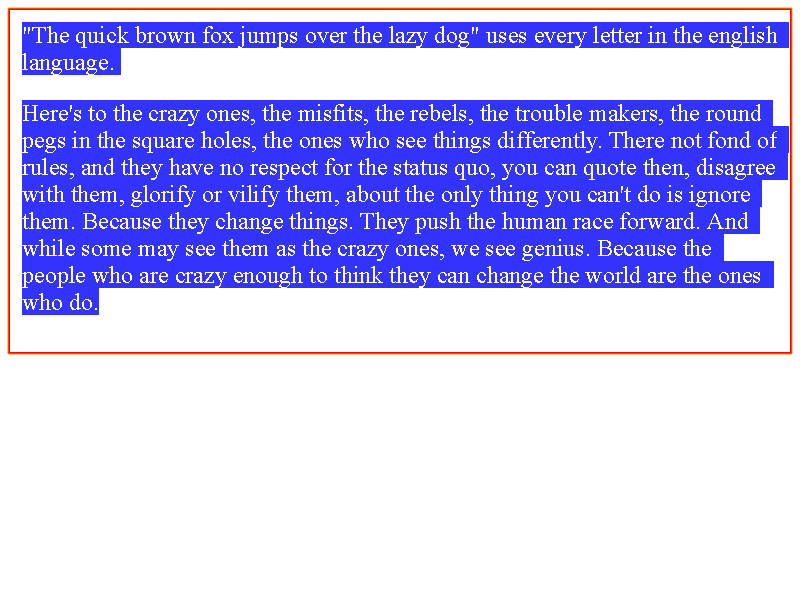 "The quick brown fox jumps over the lazy dog" uses every letter in the english
language.
Here's to the crazy ones, the misfits, the rebels, the trouble makers, the round
pegs in the square holes, the ones who see things differently. There not fond of
rules, and they have no respect for the status quo, you can quote then, disagree
with them, glorify or vilify them, about the only thing you can't do is ignore
them. Because they change things. They push the human race forward. And
while some may see them as the crazy ones, we see genius. Because the
people who are crazy enough to think they can change the world are the ones
who do.